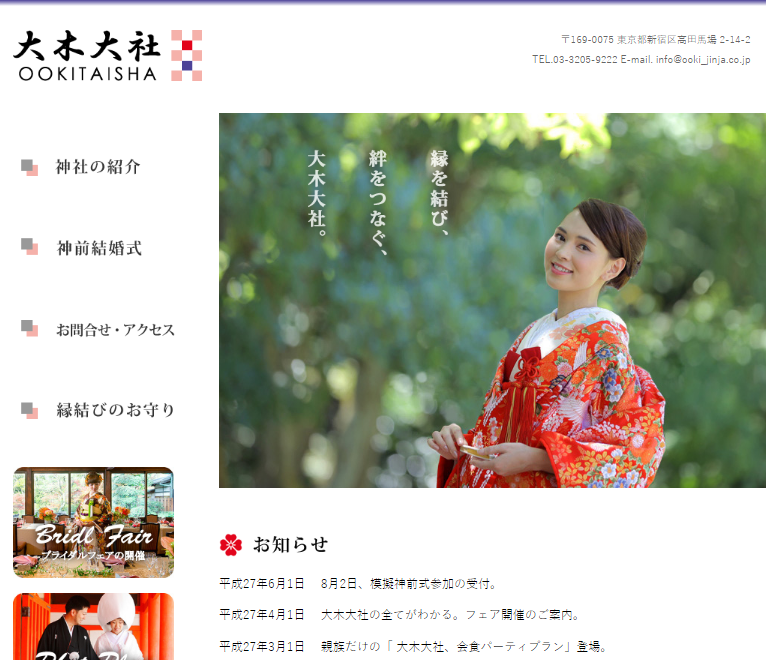 大木大社
OOKITAISHA
〒169-0075 東京都新宿区高田馬場 2-14-2
TEL.03-3205-9222 E-mail. info@ooki_jinja.co.jp
神社の紹介
神前結婚式
お問合せ・アクセス
縁結びのお守り
縁を結び、
絆をつなぐ、
大木大社。
Bridl Fair
ブライダルフェアの開催
お知らせ
平成27年6月1日 8月2日、模擬神前式参加の受付。
平成27年4月1日 大木大社の全てがわかる。フェア開催のご案内。
平成27年3月1日 親族だけの「 大木大社、会食パーティプラン」登場。